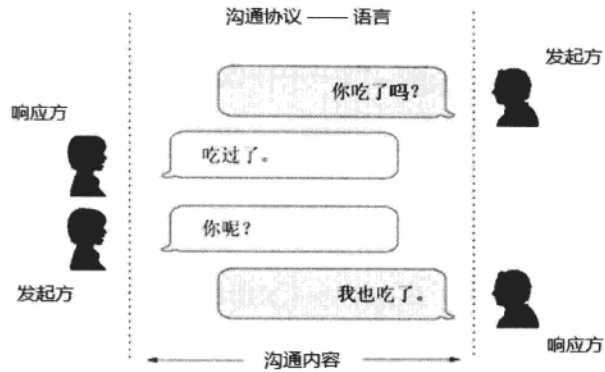 沟通协议 —— 语言
发起方
你吃了吗?
响应方
吃过了。
你呢?
发起方
我也吃了。
响应方
沟通内容